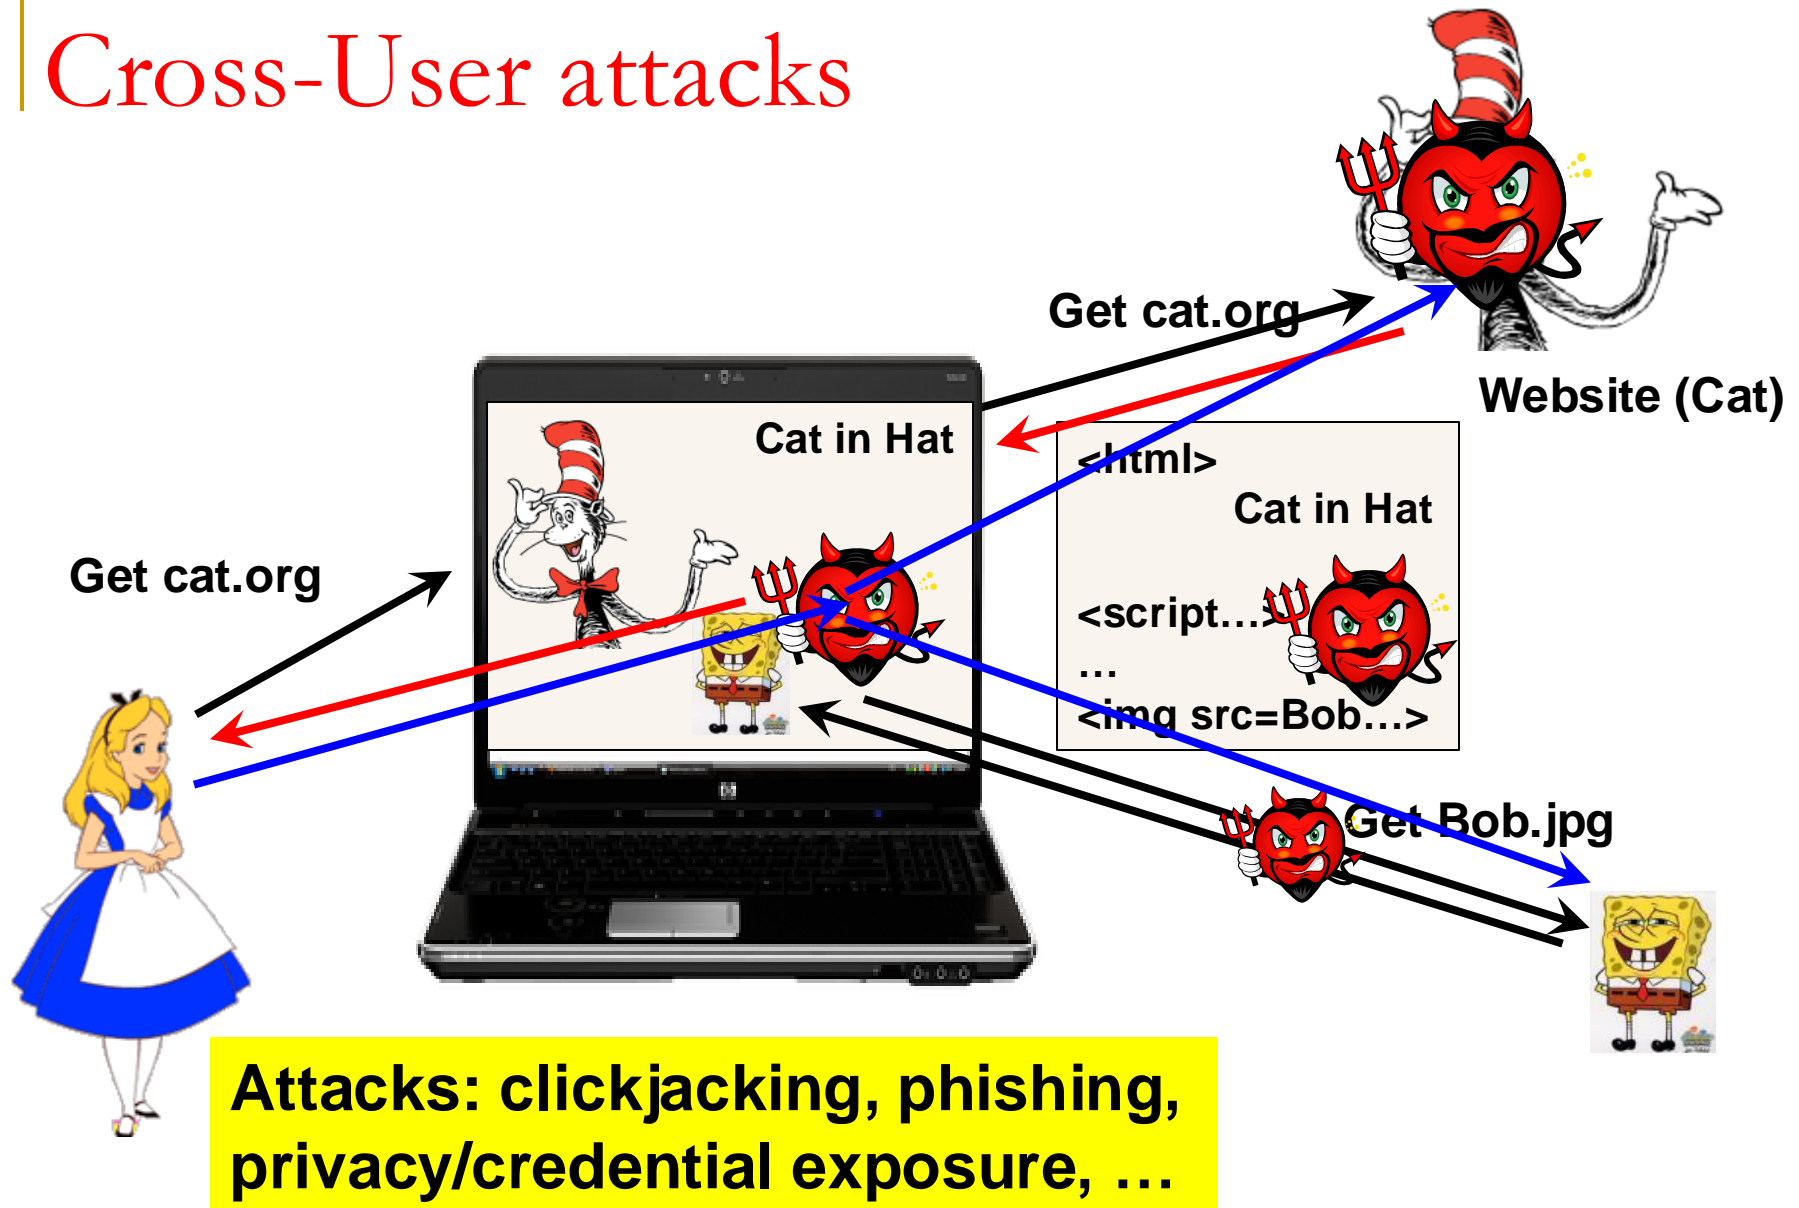 Cross-User attacks
Get cat.org
Website (Cat)
Cat in Hat
<html>
Cat in Hat
Get cat.org
<script…>
…
<img src=Bob…>
Get Bob.jpg
Attacks: clickjacking, phishing,
privacy/credential exposure, …